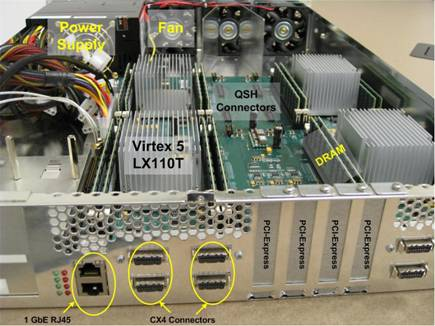 Power
Supply
Fan
QSH
Connectors
Virtex 5
LX110T
DRAM
PCI-Express
PCI-Express
PCI-Express
PCI-Express
1 GbE RJ45
CX4 Connectors